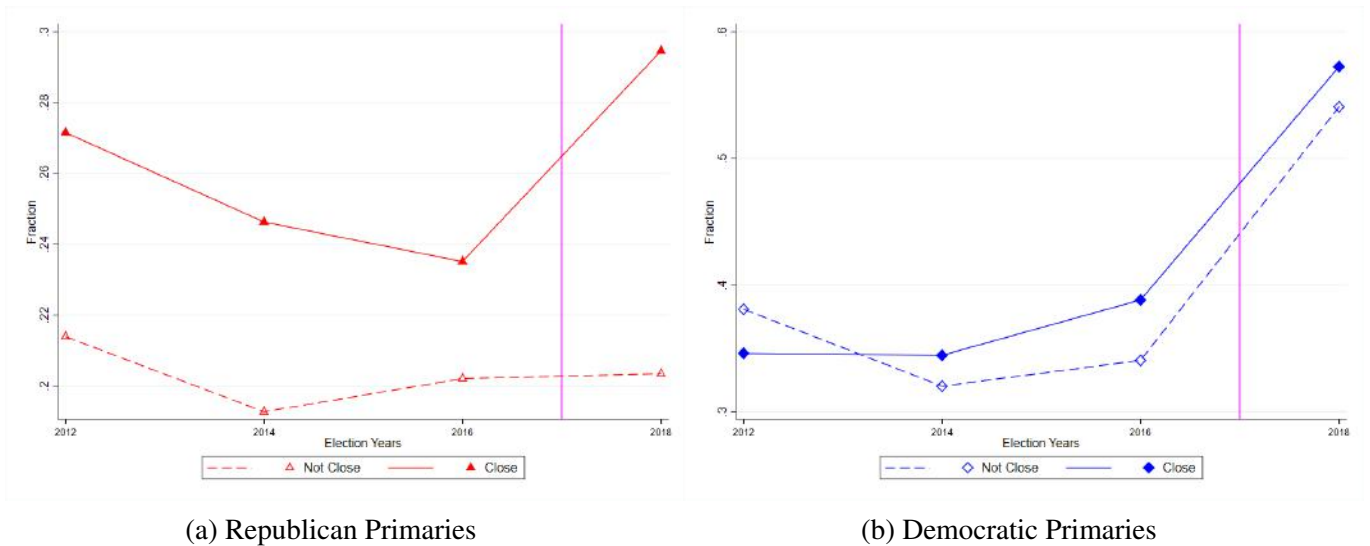 .3
.28
.26
.24
.22
.2
Fraction
2012
2014
2016
2018
Election Years
Not Close
Close
(a) Republican Primaries
.6
.5
.4
.3
Fraction
2012
2014
2016
2018
Election Years
Not Close
Close
(b) Democratic Primaries